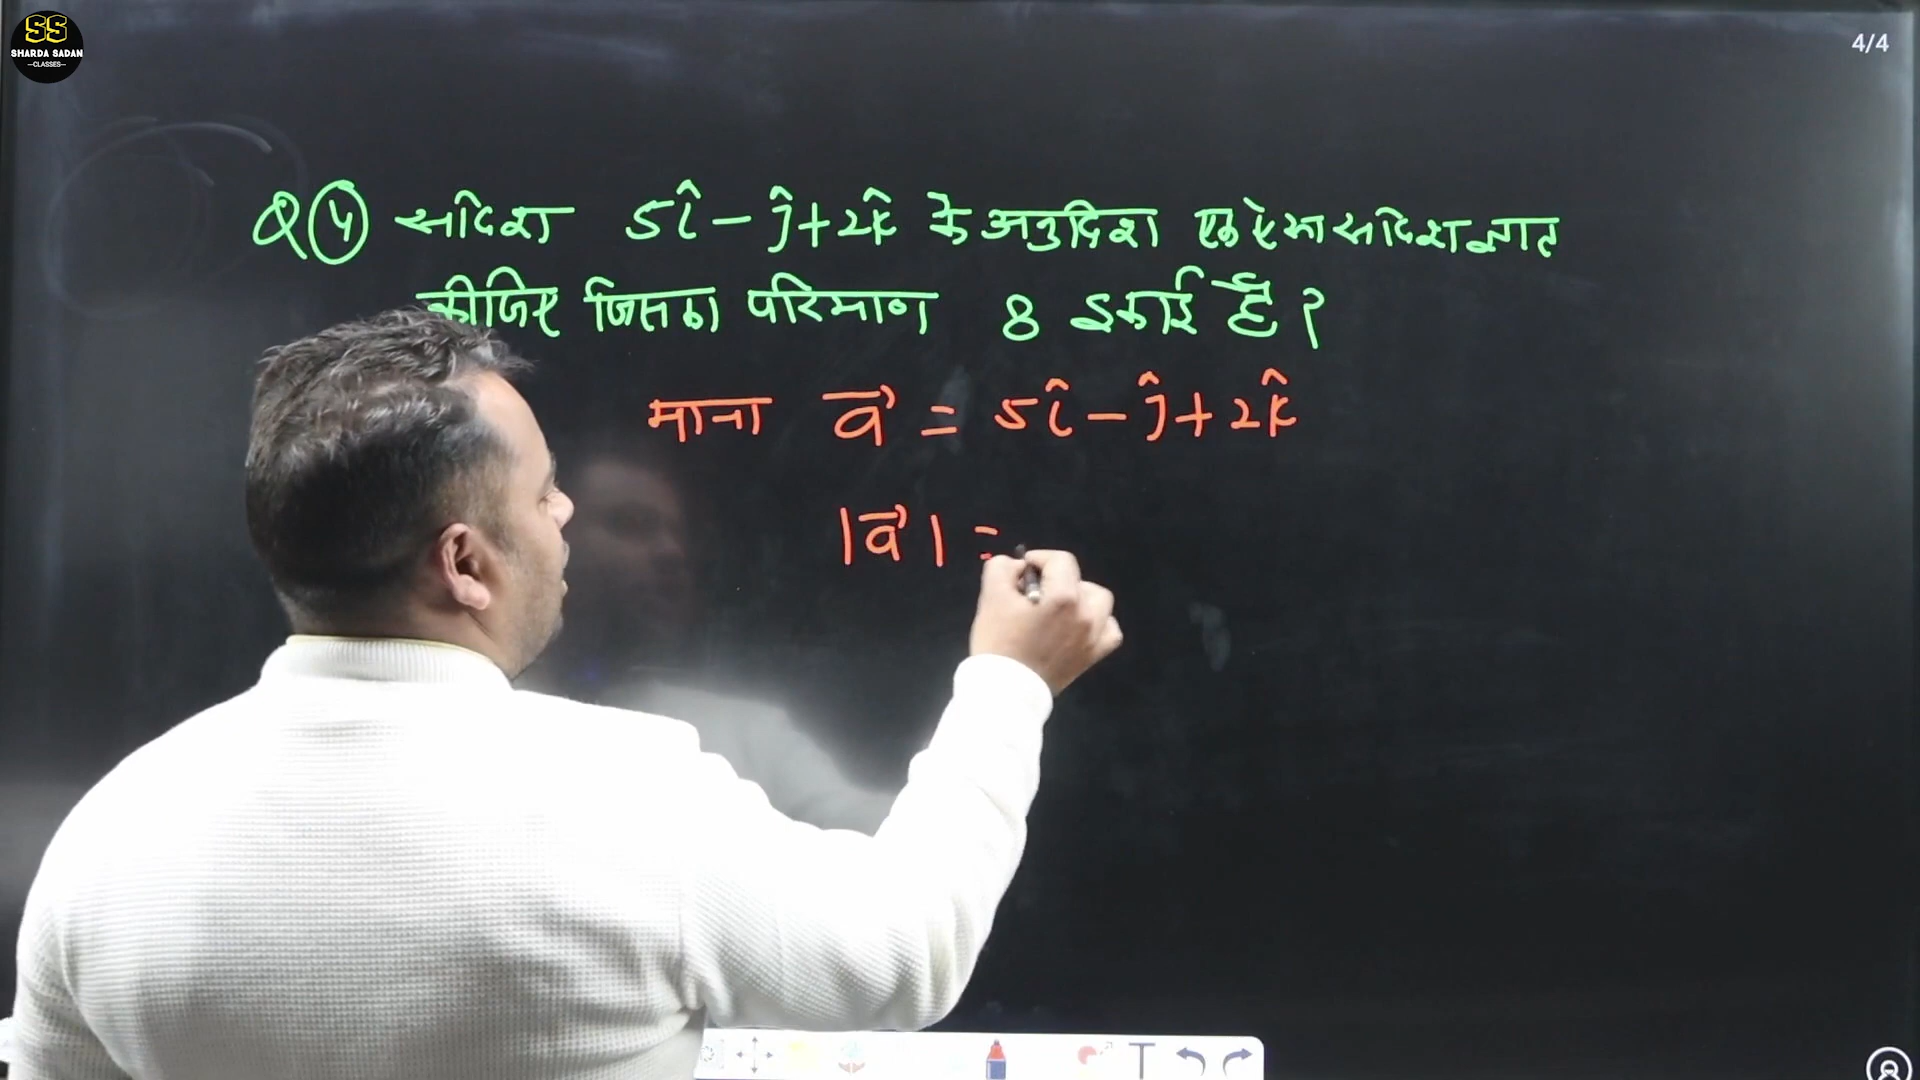 SS
SHARDA SADAN
—CLASSES—
4/4
Q④ सदिश 5î - ĵ + 2k̂ के अनुदिश एक ऐसा सदिश ज्ञात
कीजिए जिसका परिमाण 8 इकाई है?
माना a⃗ = 5î - ĵ + 2k̂
|a⃗| =
T